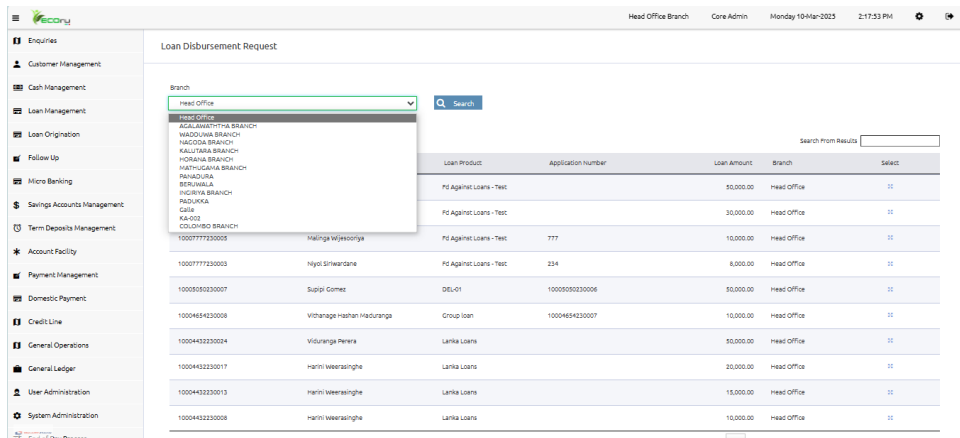 ECOru
Head Office Branch Core Admin Monday 10-Mar-2025 2:17:53 PM
Enquiries
Customer Management
Cash Management
Loan Management
Loan Origination
Follow Up
Micro Banking
Savings Accounts Management
Term Deposits Management
Account Facility
Payment Management
Domestic Payment
Credit Line
General Operations
General Ledger
User Administration
System Administration
Loan Disbursement Request
Branch
Head Office
Search
Head Office
AGALAWATHTHA BRANCH
WADDUWA BRANCH
NAGODA BRANCH
KALUTARA BRANCH
HORANA BRANCH
MATHUGAMA BRANCH
PANADURA
BERUWALA
INGIRIYA BRANCH
PADUKKA
Galle
KA-002
COLOMBO BRANCH
Search From Results
Loan Product Application Number Loan Amount Branch Select
Fd Against Loans - Test 50,000.00 Head Office
Fd Against Loans - Test 30,000.00 Head Office
10007777230005 Malinga Wijesooriya Fd Against Loans - Test 777 10,000.00 Head Office
10007777230003 Niyol Siriwardane Fd Against Loans - Test 234 8,000.00 Head Office
10005050230007 Supipi Gomez DEL-01 10005050230006 50,000.00 Head Office
10004654230008 Vithanage Hashan Maduranga Group loan 10004654230007 10,000.00 Head Office
10004432230024 Viduranga Perera Lanka Loans 50,000.00 Head Office
10004432230017 Harini Weerasinghe Lanka Loans 20,000.00 Head Office
10004432230013 Harini Weerasinghe Lanka Loans 15,000.00 Head Office
10004432230008 Harini Weerasinghe Lanka Loans 10,000.00 Head Office